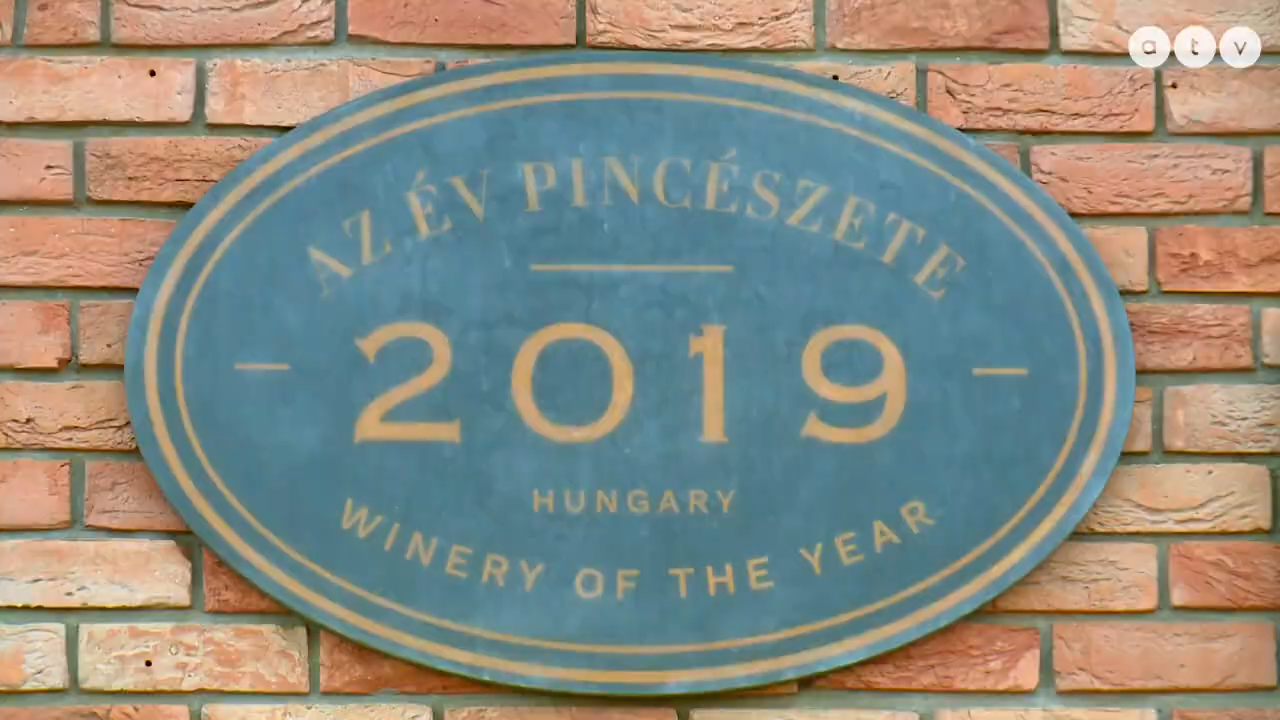 atv
AZ ÉV PINCÉSZETE
2019
HUNGARY
WINERY OF THE YEAR